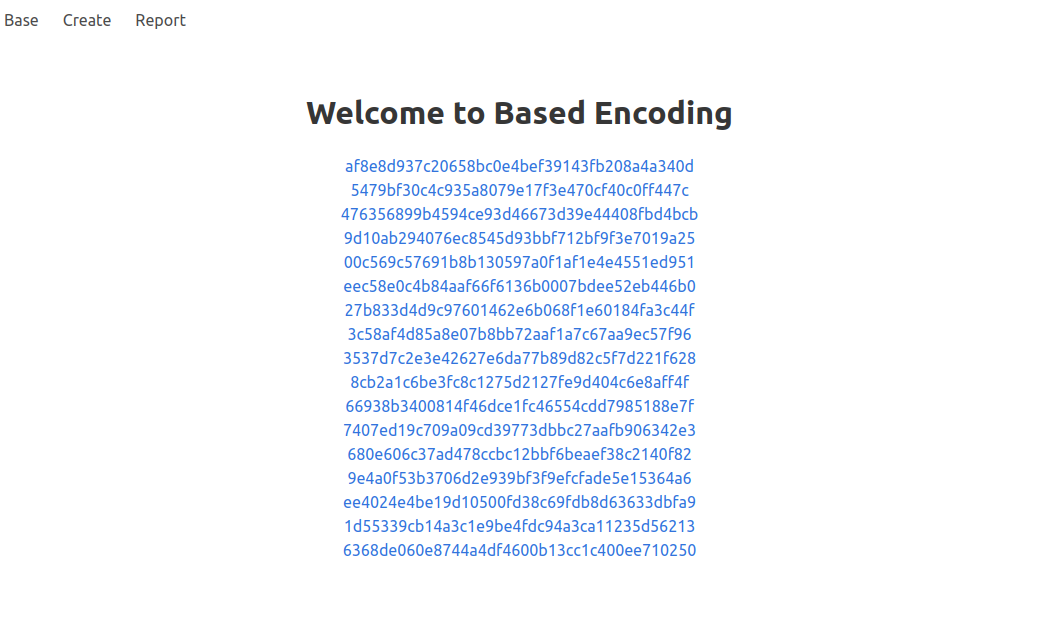 Base Create Report
Welcome to Based Encoding
af8e8d937c20658bc0e4bef39143fb208a4a340d
5479bf30c4c935a8079e17f3e470cf40c0ff447c
476356899b4594ce93d46673d39e44408fbd4bcb
9d10ab294076ec8545d93bbf712bf9f3e7019a25
00c569c57691b8b130597a0f1af1e4e4551ed951
eec58e0c4b84aaf66f6136b0007bdee52eb446b0
27b833d4d9c97601462e6b068f1e60184fa3c44f
3c58af4d85a8e07b8bb72aaf1a7c67aa9ec57f96
3537d7c2e3e42627e6da77b89d82c5f7d221f628
8cb2a1c6be3fc8c1275d2127fe9d404c6e8aff4f
66938b3400814f46dce1fc46554cdd7985188e7f
7407ed19c709a09cd39773dbbc27aafb906342e3
680e606c37ad478ccbc12bbf6beaef38c2140f82
9e4a0f53b3706d2e939bf3f9efcfade5e15364a6
ee4024e4be19d10500fd38c69fdb8d63633dbfa9
1d55339cb14a3c1e9be4fdc94a3ca11235d56213
6368de060e8744a4df4600b13cc1c400ee710250